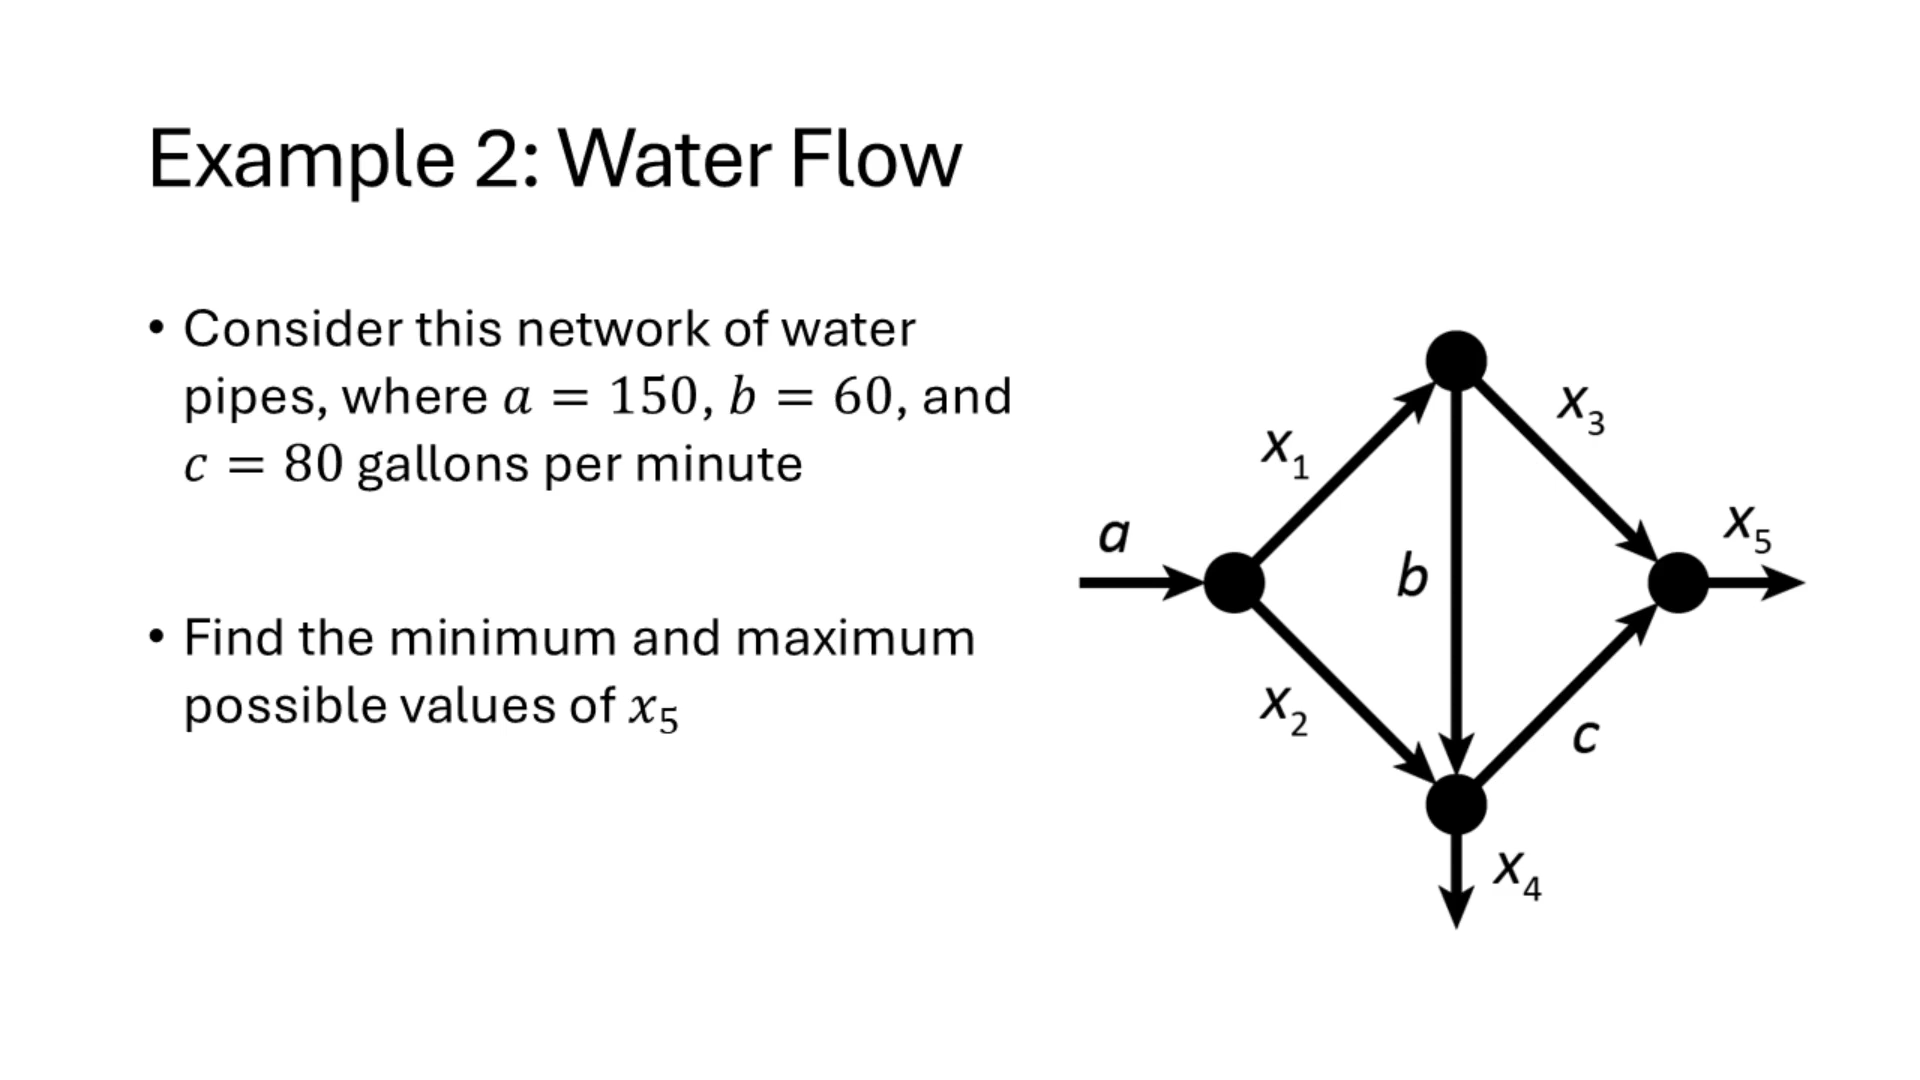 Example 2: Water Flow
• Consider this network of water
pipes, where a = 150, b = 60, and
c = 80 gallons per minute
• Find the minimum and maximum
possible values of x₅
x₃
x₁
x₅
a
b
x₂
c
x₄